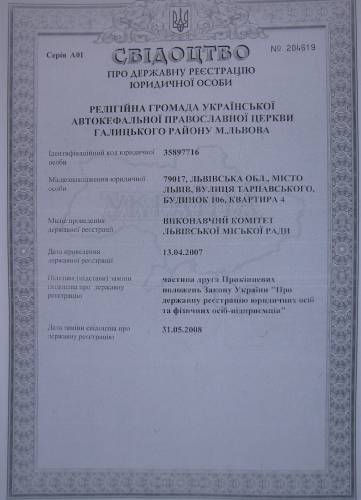 Серія А01
№ 204619
СВІДОЦТВО
ПРО ДЕРЖАВНУ РЕЄСТРАЦІЮ
ЮРИДИЧНОЇ ОСОБИ
РЕЛІГІЙНА ГРОМАДА УКРАЇНСЬКОЇ
АВТОКЕФАЛЬНОЇ ПРАВОСЛАВНОЇ ЦЕРКВИ
ГАЛИЦЬКОГО РАЙОНУ М.ЛЬВОВА
Ідентифікаційний код юридичної
особи
35897716
Місцезнаходження юридичної
особи
79017, ЛЬВІВСЬКА ОБЛ., МІСТО
ЛЬВІВ, ВУЛИЦЯ ТАРНАВСЬКОГО,
БУДИНОК 106, КВАРТИРА 4
Місце проведення
державної реєстрації
ВИКОНАВЧИЙ КОМІТЕТ
ЛЬВІВСЬКОЇ МІСЬКОЇ РАДИ
Дата проведення
державної реєстрації
13.04.2007
Підстава (підстави) заміни
свідоцтва про державну
реєстрацію
частина друга Прикінцевих
положень Закону України "Про
державну реєстрацію юридичних осіб
та фізичних осіб-підприємців"
Дата заміни свідоцтва про
державну реєстрацію
31.05.2008